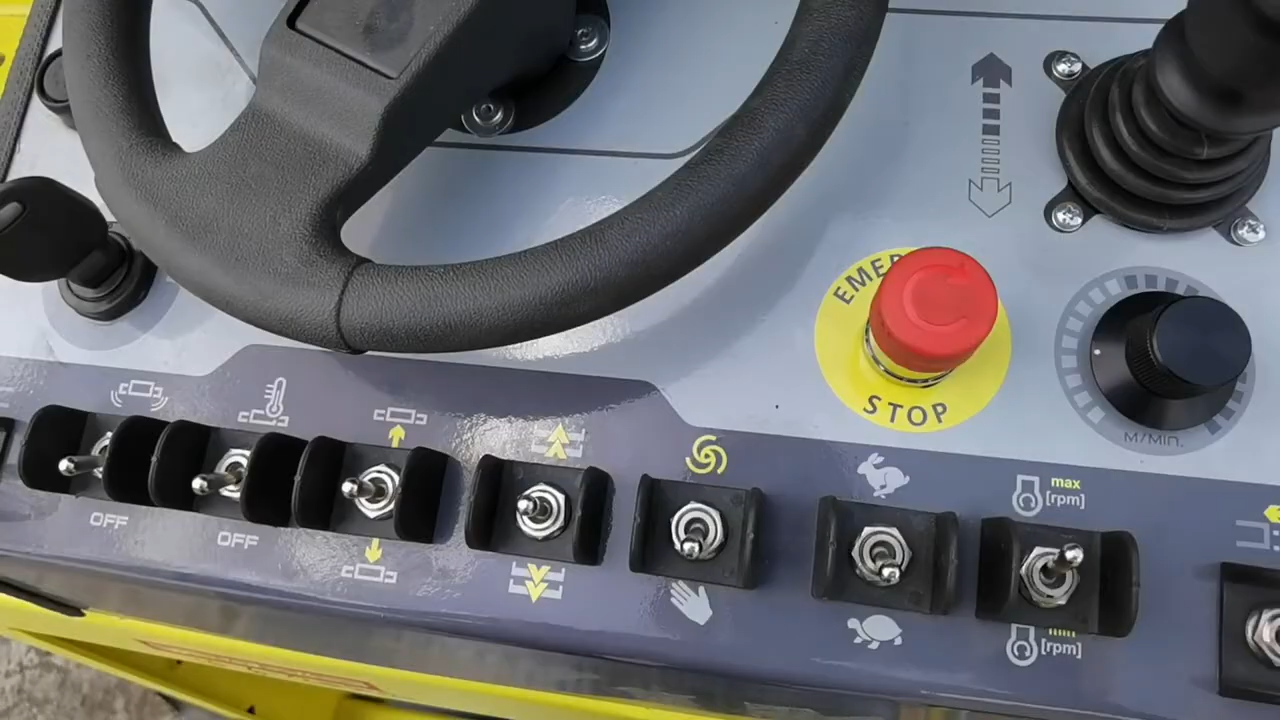 EMER
STOP
M/MIN.
OFF
OFF
max
[rpm]
[rpm]